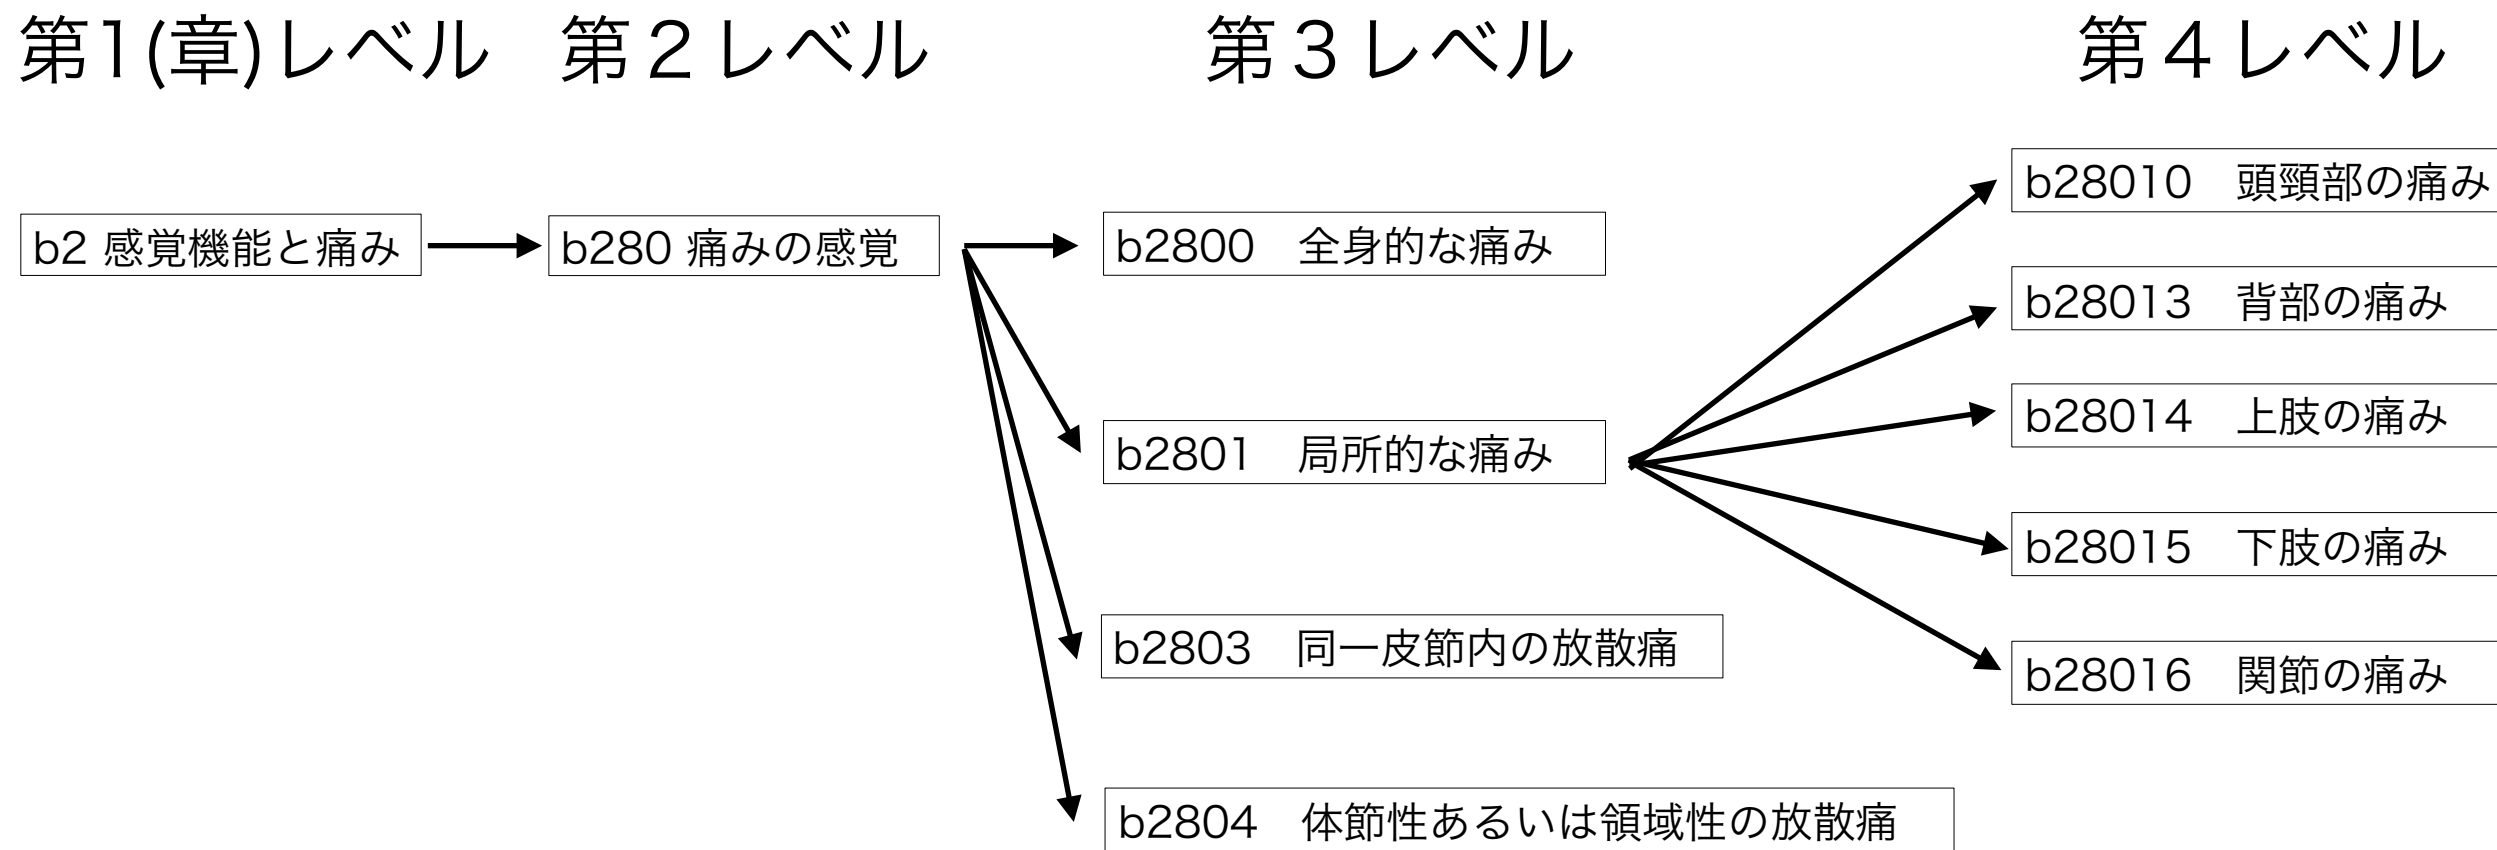 第1(章)レベル
第２レベル
第３レベル
第４レベル
b2 感覚機能と痛み
b280 痛みの感覚
b2800　全身的な痛み
b2801　局所的な痛み
b2803　同一皮節内の放散痛
b2804　体節性あるいは領域性の放散痛
b28010　頭頸部の痛み
b28013　背部の痛み
b28014　上肢の痛み
b28015　下肢の痛み
b28016　関節の痛み